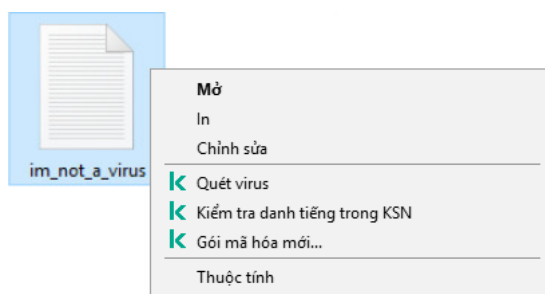 im_not_a_virus
Mở
In
Chỉnh sửa
Quét virus
Kiểm tra danh tiếng trong KSN
Gói mã hóa mới...
Thuộc tính